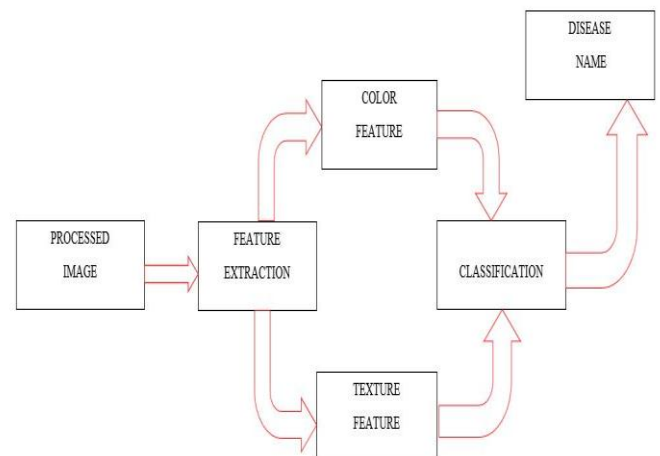 PROCESSED
IMAGE
FEATURE
EXTRACTION
COLOR
FEATURE
TEXTURE
FEATURE
CLASSIFICATION
DISEASE
NAME